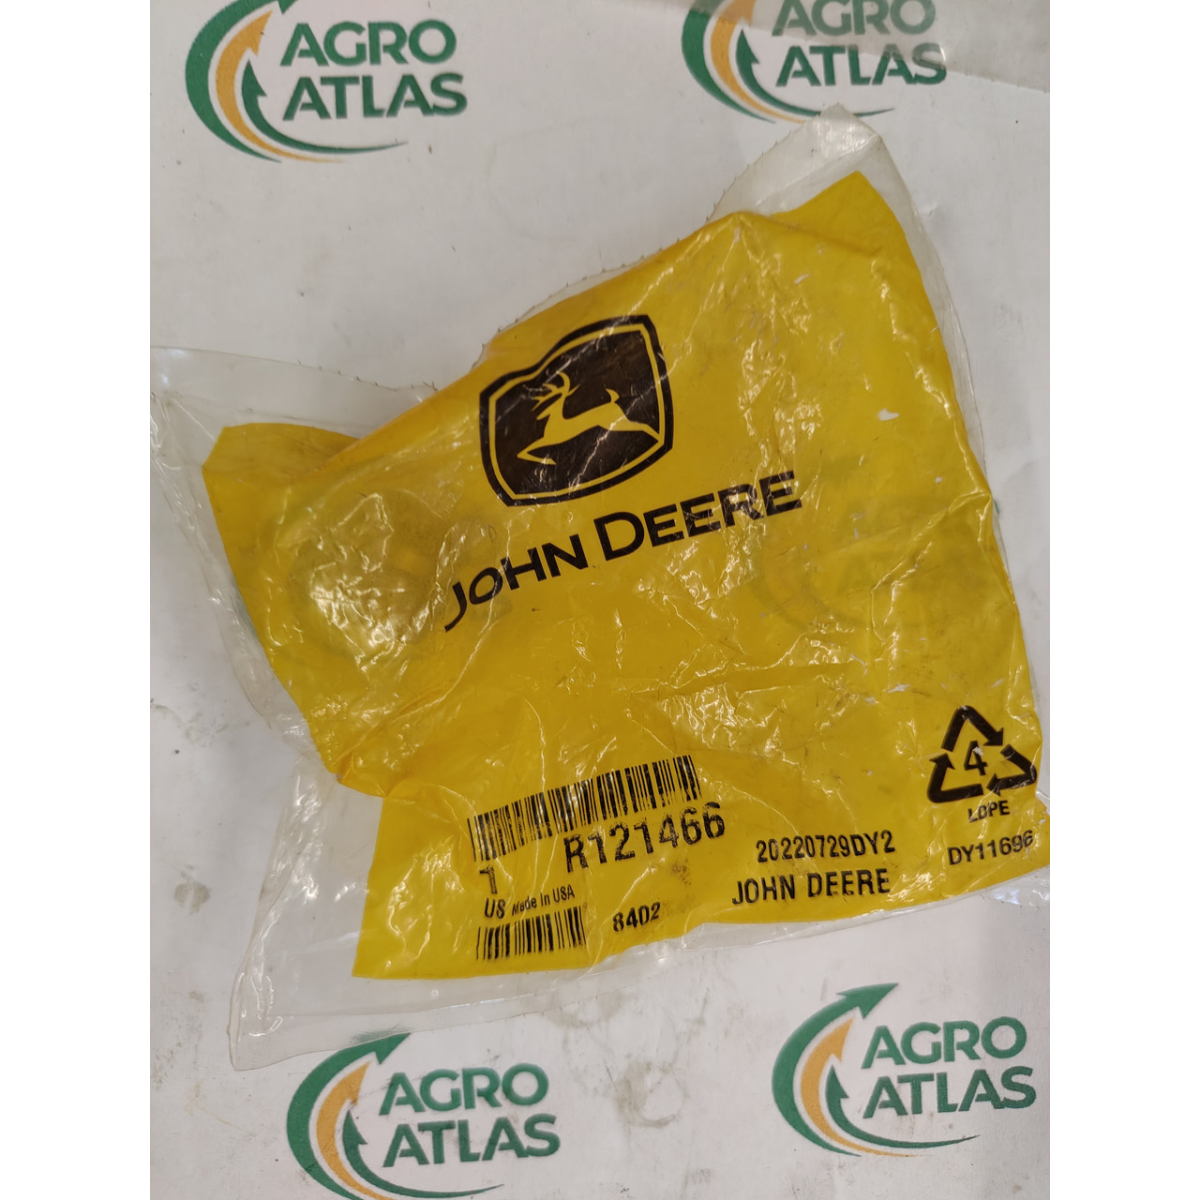 AGRO
ATLAS
AGRO
ATLAS
JOHN DEERE
4
LDPE
R121466
1
20220729DY2
DY11696
US Made In USA
8402
JOHN DEERE
AGRO
ATLAS
AGRO
ATLAS